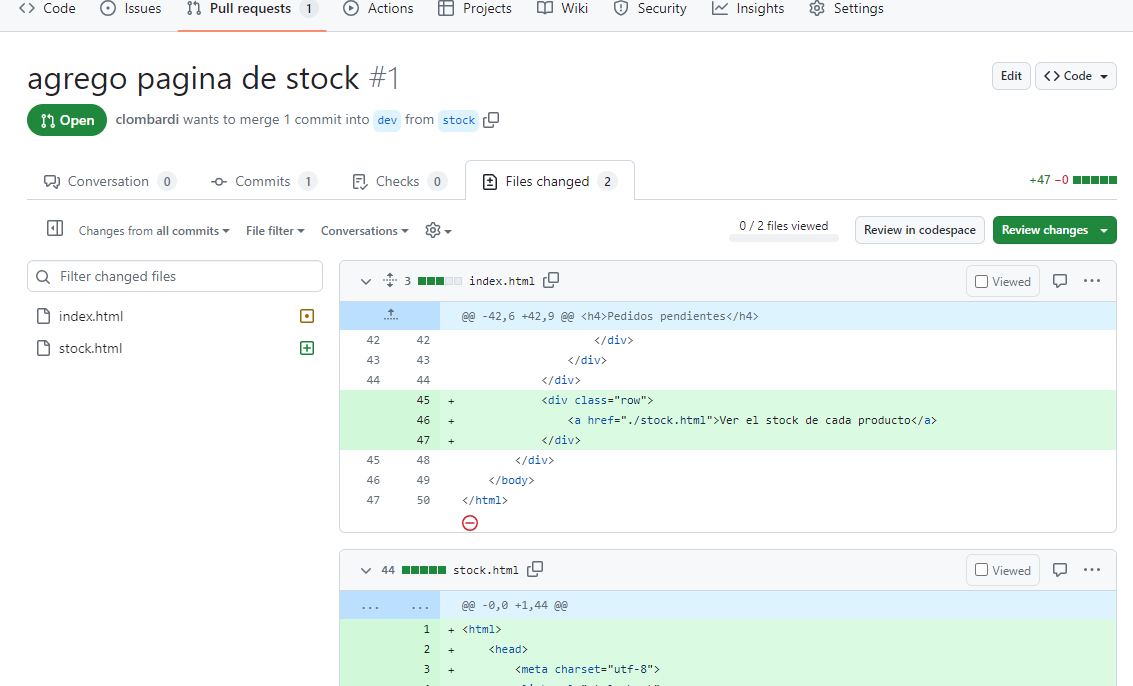 Code Issues Pull requests 1 Actions Projects Wiki Security Insights Settings
agrego pagina de stock #1
Edit <> Code
Open clombardi wants to merge 1 commit into dev from stock
Conversation 0 Commits 1 Checks 0 Files changed 2
+47 −0
Changes from all commits File filter Conversations
0 / 2 files viewed Review in codespace Review changes
Filter changed files
index.html
stock.html
3 index.html Viewed
@@ -42,6 +42,9 @@ <h4>Pedidos pendientes</h4>
42 42 </div>
43 43 </div>
44 44 </div>
45 + <div class="row">
46 + <a href="./stock.html">Ver el stock de cada producto</a>
47 + </div>
45 48 </div>
46 49 </body>
47 50 </html>
44 stock.html Viewed
... ... @@ -0,0 +1,44 @@
1 + <html>
2 + <head>
3 + <meta charset="utf-8">